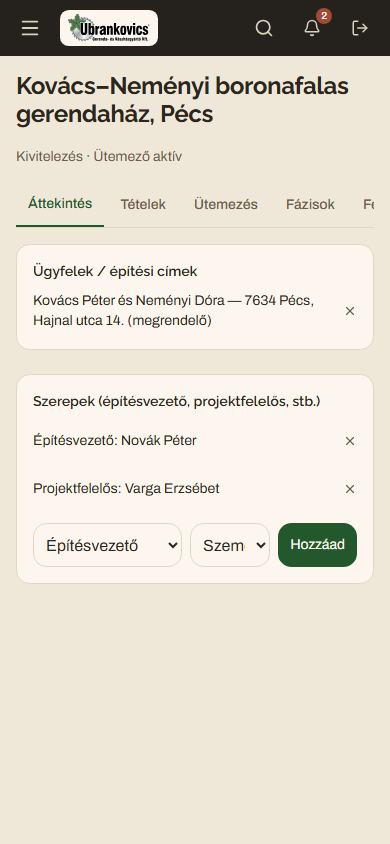 Ubrankovics
Gerenda- és Rönkházgyártó Kft.
2
Kovács–Neményi boronafalas
gerendaház, Pécs
Kivitelezés · Ütemező aktív
Áttekintés Tételek Ütemezés Fázisok Fe
Ügyfelek / építési címek
Kovács Péter és Neményi Dóra — 7634 Pécs,
Hajnal utca 14. (megrendelő)
Szerepek (építésvezető, projektfelelős, stb.)
Építésvezető: Novák Péter
Projektfelelős: Varga Erzsébet
Építésvezető Szem Hozzáad